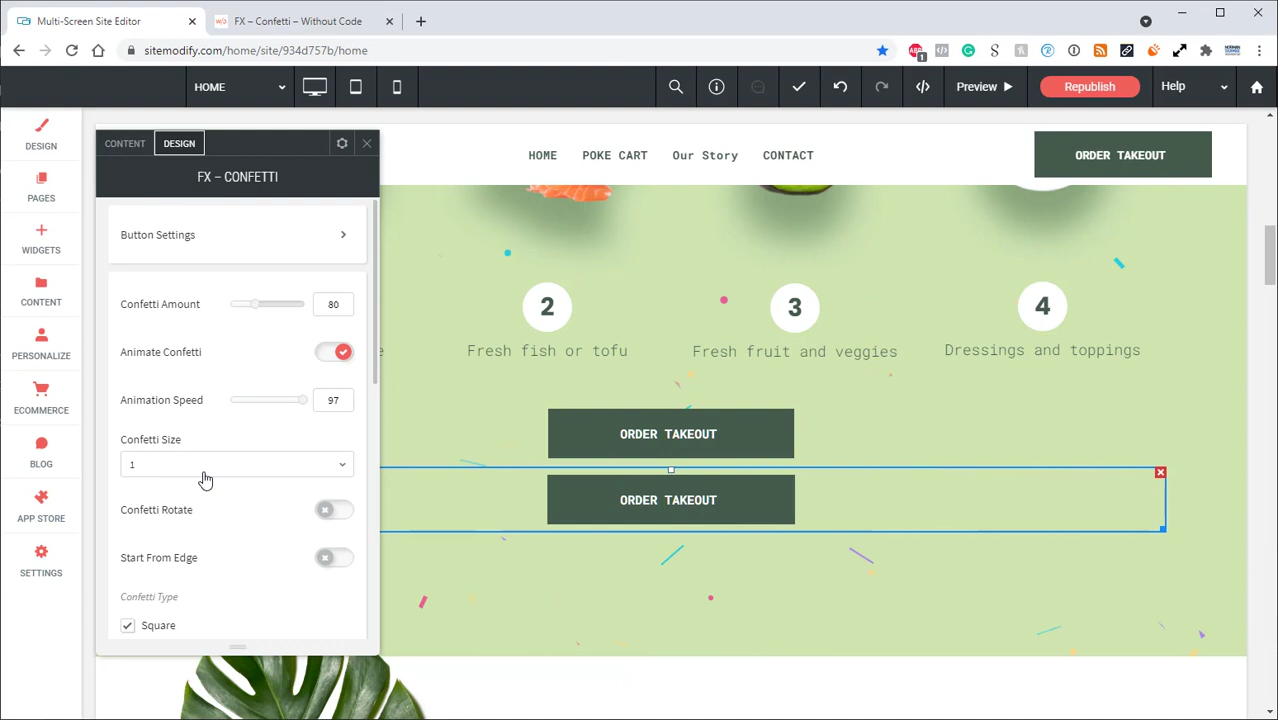 Multi-Screen Site Editor
FX – Confetti – Without Code
sitemodify.com/home/site/934d757b/home
1
HOME
Preview
Republish
Help
DESIGN
PAGES
WIDGETS
CONTENT
PERSONALIZE
ECOMMERCE
BLOG
APP STORE
SETTINGS
CONTENT
DESIGN
FX – CONFETTI
Button Settings
Confetti Amount
80
Animate Confetti
Animation Speed
97
Confetti Size
1
Confetti Rotate
Start From Edge
Confetti Type
Square
HOME
POKE CART
Our Story
CONTACT
ORDER TAKEOUT
2
3
4
Fresh fish or tofu
Fresh fruit and veggies
Dressings and toppings
ORDER TAKEOUT
ORDER TAKEOUT